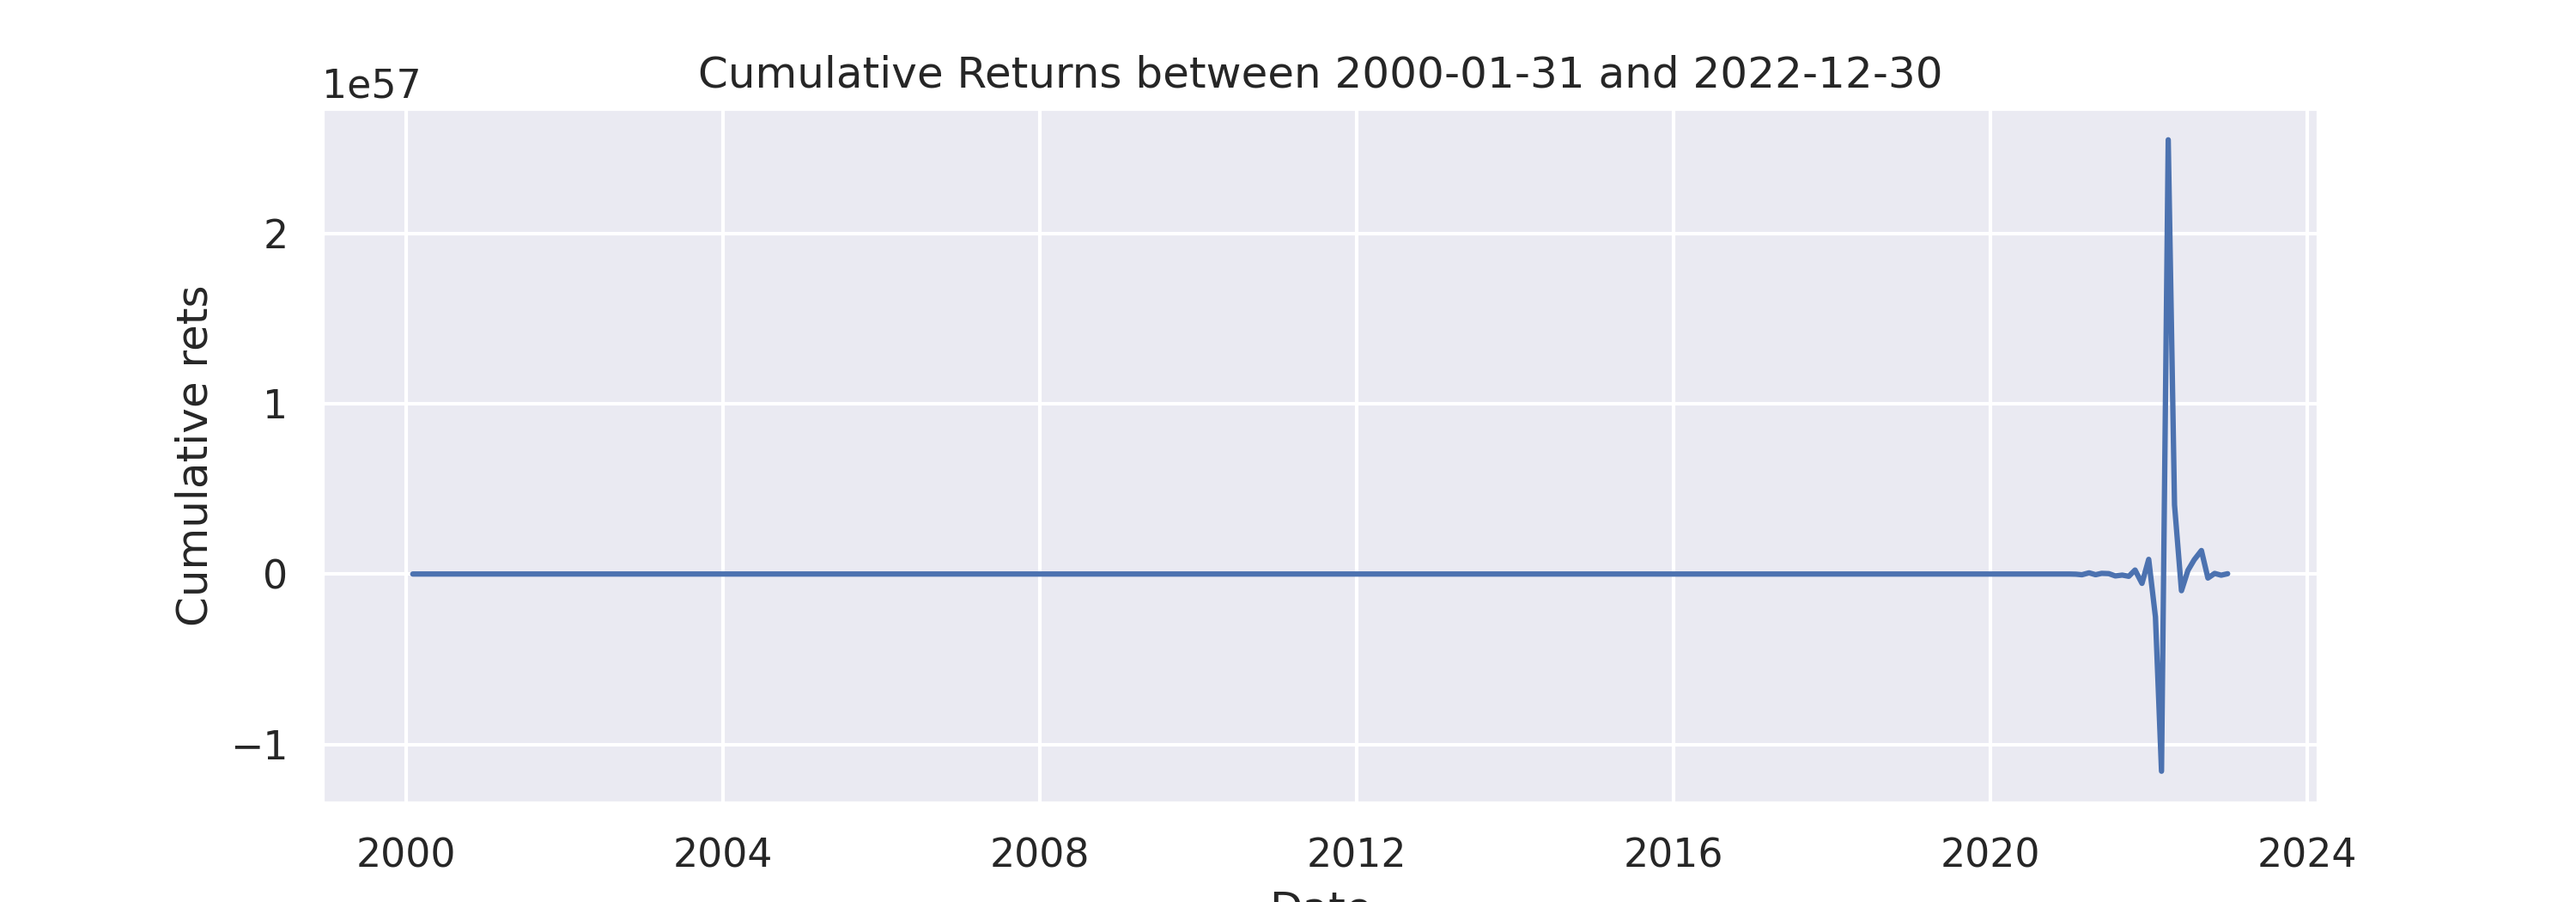 Cumulative Returns between 2000-01-31 and 2022-12-30
1e57
Cumulative rets
2
1
0
−1
2000 2004 2008 2012 2016 2020 2024
Date